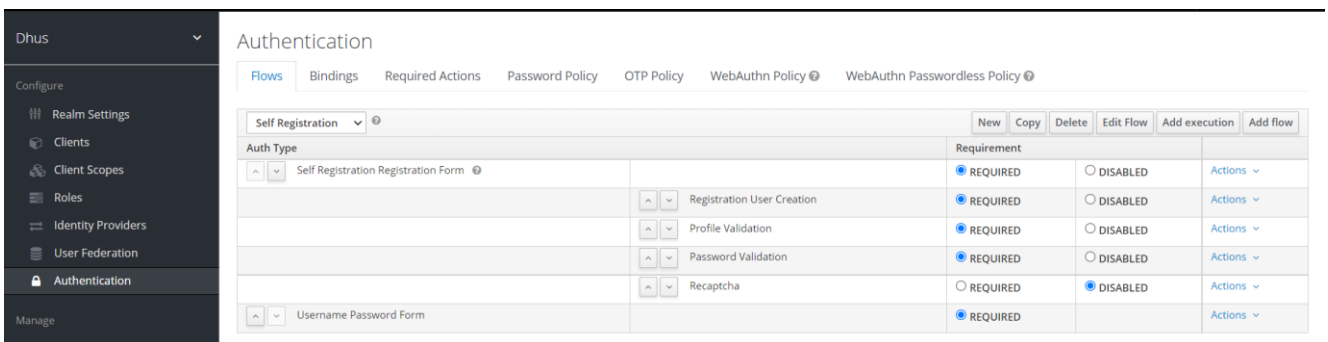 Dhus
Configure
Realm Settings
Clients
Client Scopes
Roles
Identity Providers
User Federation
Authentication
Manage
Authentication
Flows Bindings Required Actions Password Policy OTP Policy WebAuthn Policy WebAuthn Passwordless Policy
Self Registration New Copy Delete Edit Flow Add execution Add flow
Auth Type Requirement
Self Registration Registration Form REQUIRED DISABLED Actions
Registration User Creation REQUIRED DISABLED Actions
Profile Validation REQUIRED DISABLED Actions
Password Validation REQUIRED DISABLED Actions
Recaptcha REQUIRED DISABLED Actions
Username Password Form REQUIRED Actions